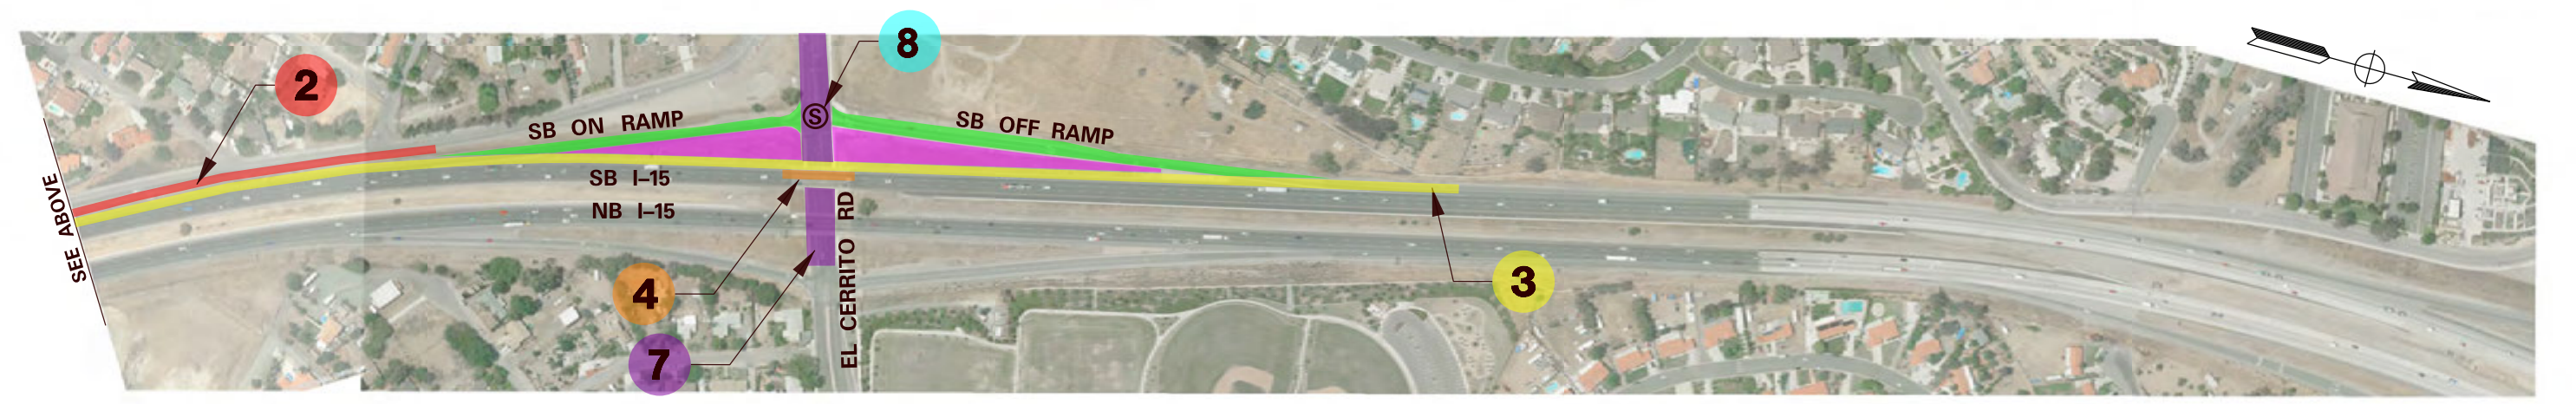 8
2
SB ON RAMP
S
SB OFF RAMP
SEE ABOVE
SB I-15
NB I-15
EL CERRITO RD
4
3
7